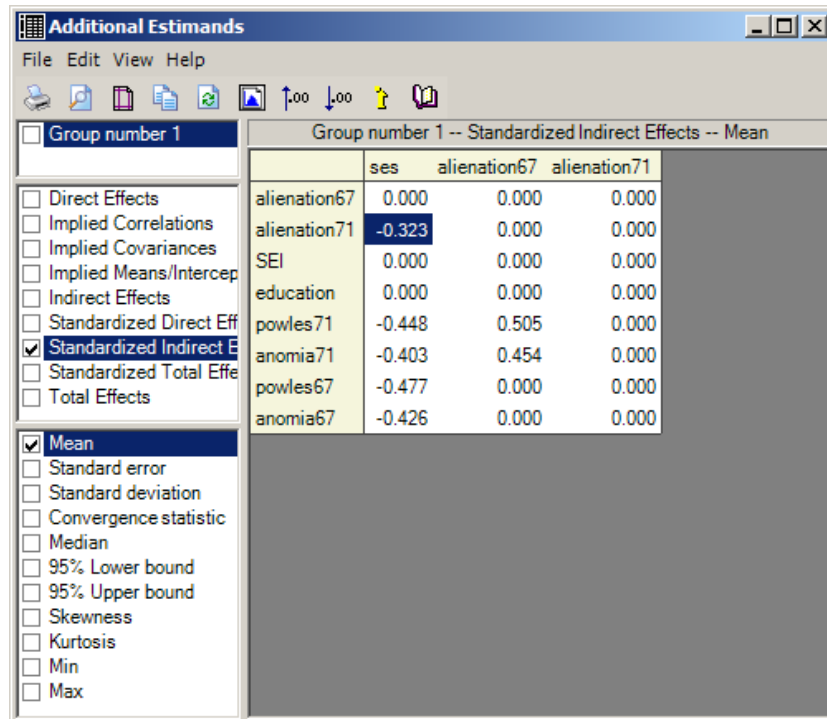 Additional Estimands
File Edit View Help
.00 .00
Group number 1
Group number 1 -- Standardized Indirect Effects -- Mean
ses alienation67 alienation71
alienation67 0.000 0.000 0.000
alienation71 -0.323 0.000 0.000
SEI 0.000 0.000 0.000
education 0.000 0.000 0.000
powles71 -0.448 0.505 0.000
anomia71 -0.403 0.454 0.000
powles67 -0.477 0.000 0.000
anomia67 -0.426 0.000 0.000
Direct Effects
Implied Correlations
Implied Covariances
Implied Means/Intercep
Indirect Effects
Standardized Direct Eff
Standardized Indirect E
Standardized Total Effe
Total Effects
Mean
Standard error
Standard deviation
Convergence statistic
Median
95% Lower bound
95% Upper bound
Skewness
Kurtosis
Min
Max